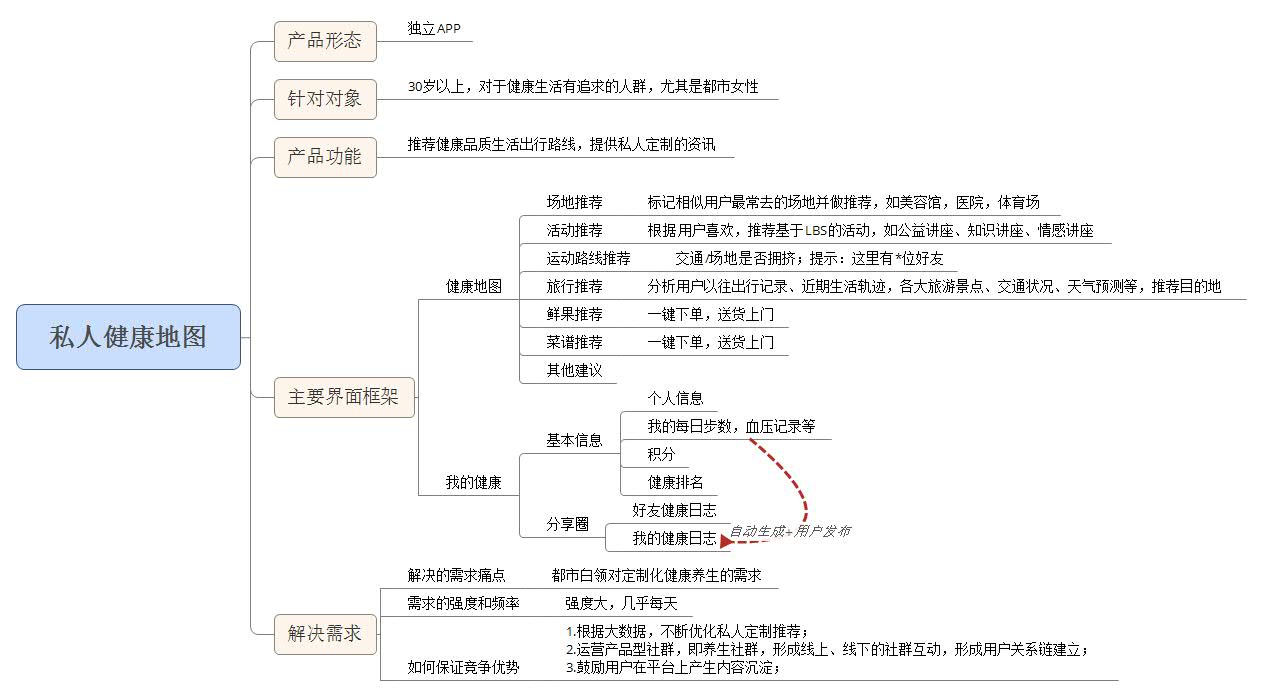 私人健康地图
产品形态
独立APP
针对对象
30岁以上，对于健康生活有追求的人群，尤其是都市女性
产品功能
推荐健康品质生活出行路线，提供私人定制的资讯
主要界面框架
健康地图
场地推荐
标记相似用户最常去的场地并做推荐，如美容馆，医院，体育场
活动推荐
根据用户喜欢，推荐基于LBS的活动，如公益讲座、知识讲座、情感讲座
运动路线推荐
交通/场地是否拥挤；提示：这里有*位好友
旅行推荐
分析用户以往出行记录、近期生活轨迹，各大旅游景点、交通状况、天气预测等，推荐目的地
鲜果推荐
一键下单，送货上门
菜谱推荐
一键下单，送货上门
其他建议
我的健康
基本信息
个人信息
我的每日步数，血压记录等
积分
健康排名
分享圈
好友健康日志
我的健康日志
自动生成+用户发布
解决需求
解决的需求痛点
都市白领对定制化健康养生的需求
需求的强度和频率
强度大，几乎每天
如何保证竞争优势
1.根据大数据，不断优化私人定制推荐；
2.运营产品型社群，即养生社群，形成线上、线下的社群互动，形成用户关系链建立；
3.鼓励用户在平台上产生内容沉淀；